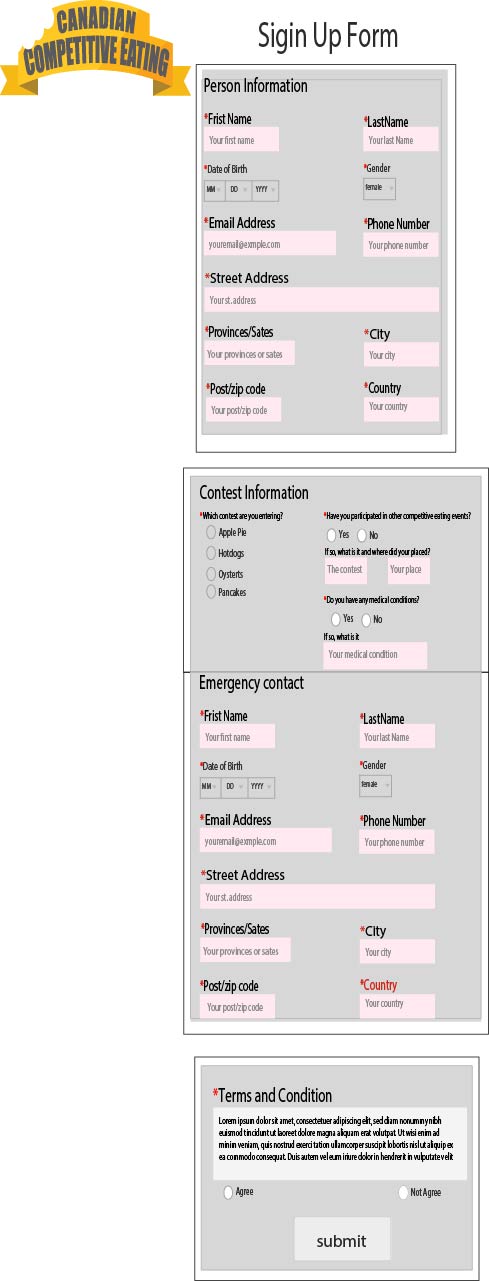 CANADIAN
COMPETITIVE EATING
Sigin Up Form
Person Information
*Frist Name
*LastName
Your first name
Your last Name
*Date of Birth
*Gender
MM DD YYYY
female
*Email Address
*Phone Number
youremail@exmple.com
Your phone number
*Street Address
Your st. address
*Provinces/Sates
*City
Your provinces or sates
Your city
*Post/zip code
*Country
Your post/zip code
Your country
Contest Information
*Which contest are you entering?
*Have you participated in other competitive eating events?
Apple Pie
Yes No
Hotdogs
If so, what is it and where did your placed?
Oysterts
The contest
Your place
Pancakes
*Do you have any medical conditions?
Yes No
If so, what is it
Your medical condition
Emergency contact
*Frist Name
*LastName
Your first name
Your last Name
*Date of Birth
*Gender
MM DD YYYY
female
*Email Address
*Phone Number
youremail@exmple.com
Your phone number
*Street Address
Your st. address
*Provinces/Sates
*City
Your provinces or sates
Your city
*Post/zip code
*Country
Your post/zip code
Your country
*Terms and Condition
Lorem ipsum dolor sit amet, consectetuer adipiscing elit, sed diam nonummy nibh
euismod tincidunt ut laoreet dolore magna aliquam erat volutpat. Ut wisi enim ad
minim veniam, quis nostrud exerci tation ullamcorper suscipit lobortis nisl ut aliquip ex
ea commodo consequat. Duis autem vel eum iriure dolor in hendrerit in vulputate velit
Agree
Not Agree
submit